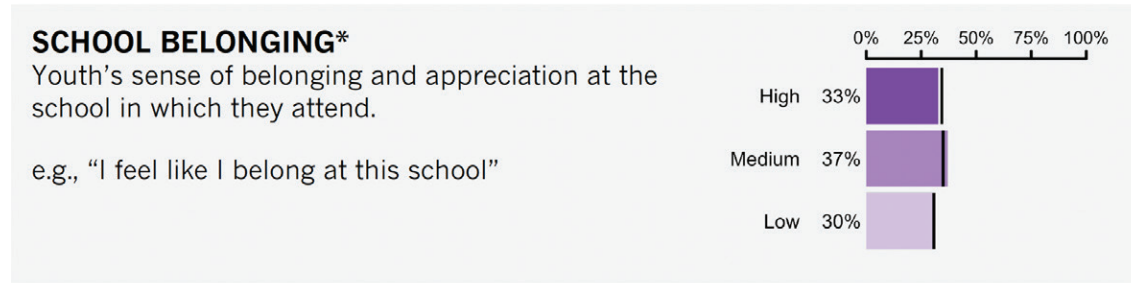 SCHOOL BELONGING*
Youth’s sense of belonging and appreciation at the
school in which they attend.
e.g., “I feel like I belong at this school”
0% 25% 50% 75% 100%
High 33%
Medium 37%
Low 30%